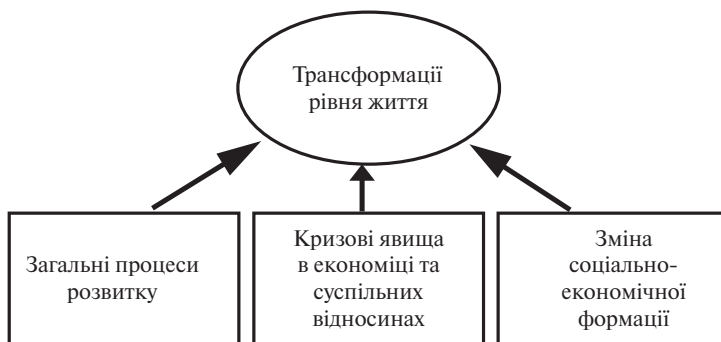 Трансформації
рівня життя
Загальні процеси
розвитку
Кризові явища
в економіці та
суспільних
відносинах
Зміна
соціально-
економічної
формації